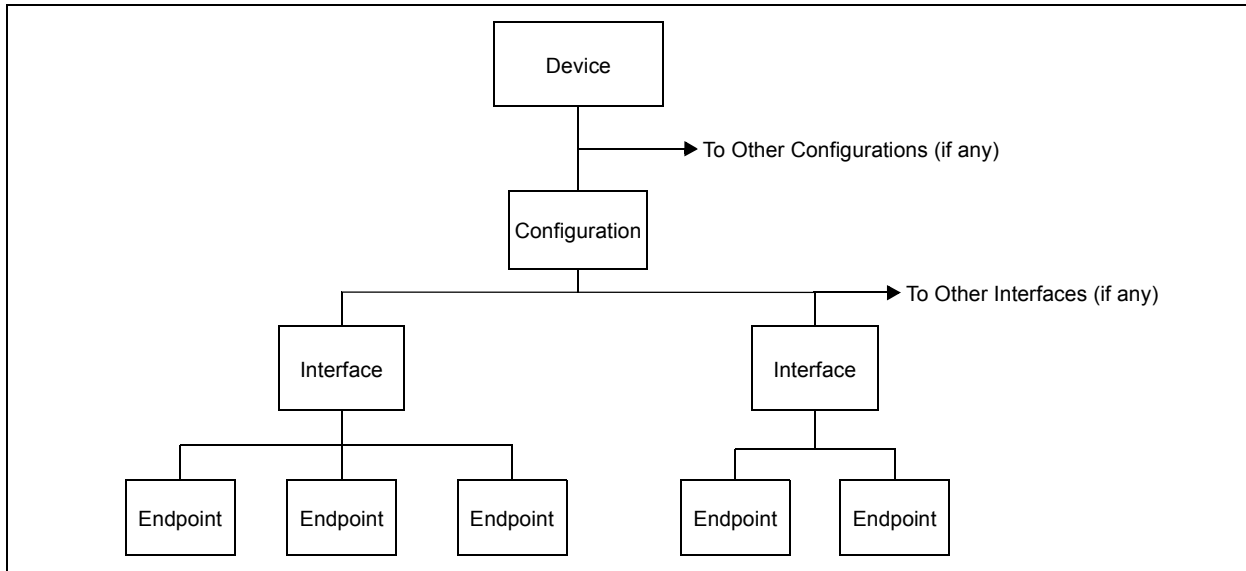 Device
To Other Configurations (if any)
Configuration
To Other Interfaces (if any)
Interface
Interface
Endpoint
Endpoint
Endpoint
Endpoint
Endpoint